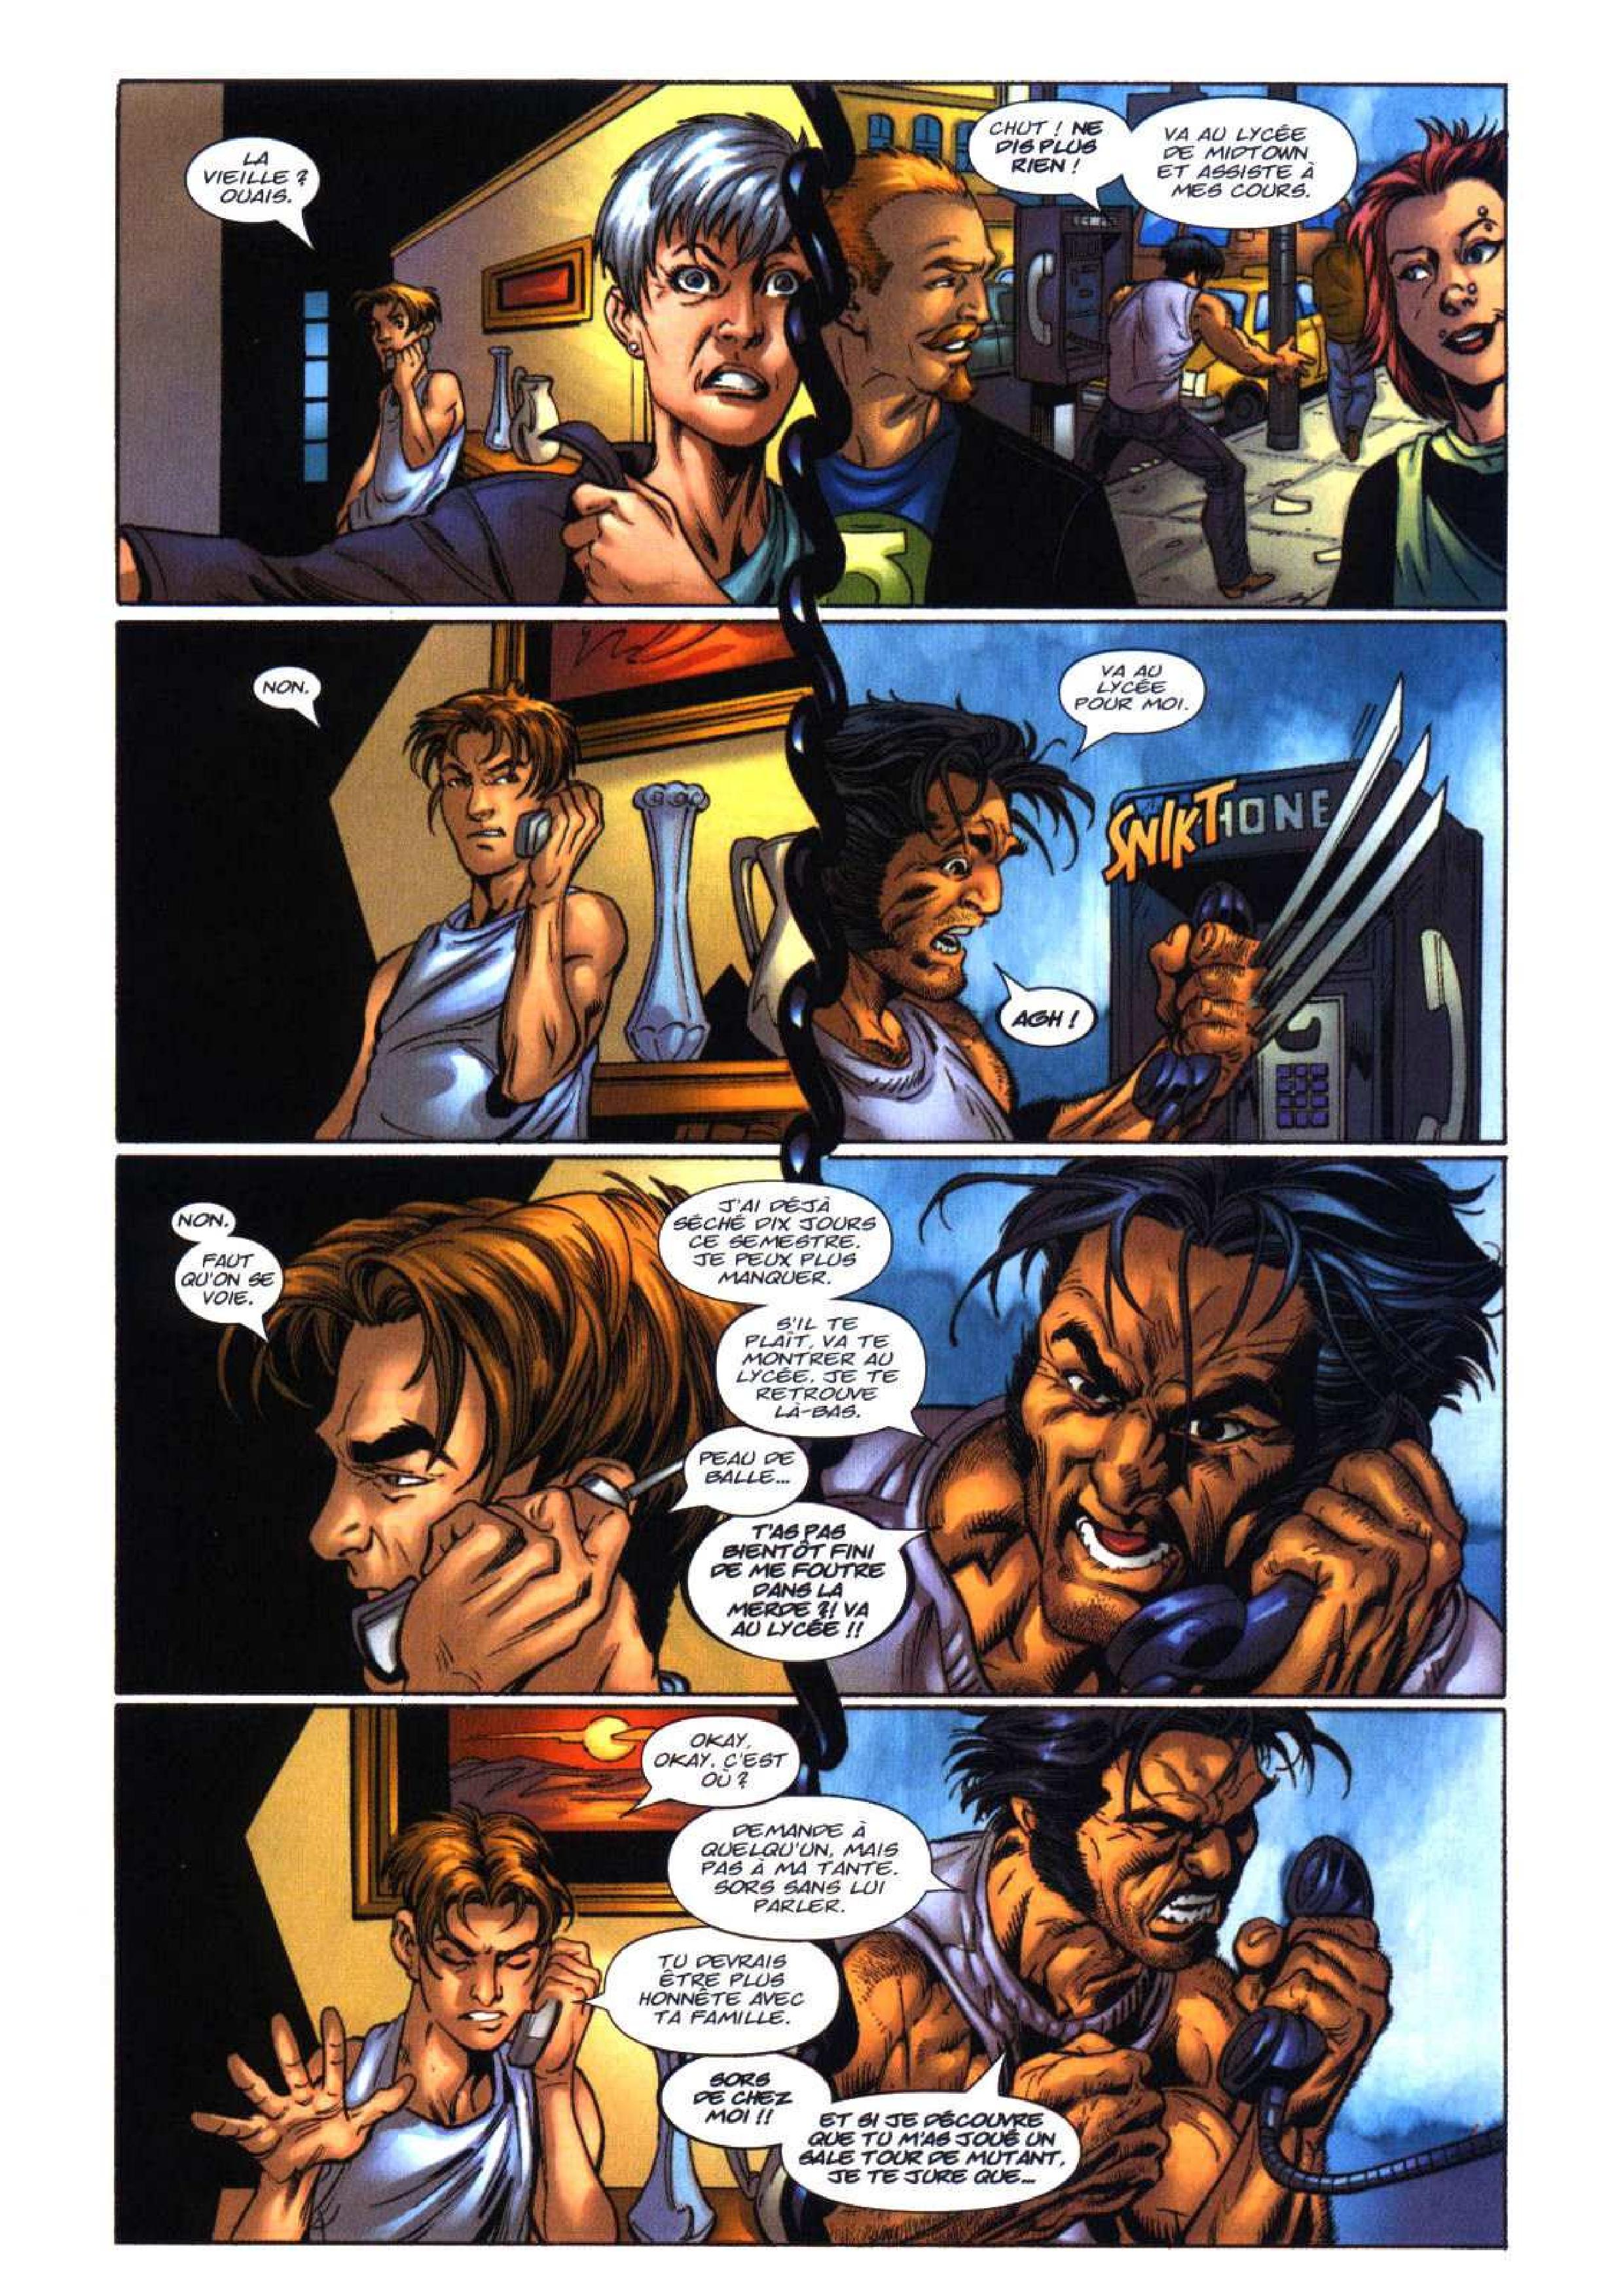 LA
VIEILLE ?
OUAIS.
CHUT ! NE
DIS PLUS
RIEN !
VA AU LYCÉE
DE MIDTOWN
ET ASSISTE À
MES COURS.
NON.
VA AU
LYCÉE
POUR MOI.
SNIKT
HONE
AGH !
NON.
FAUT
QU'ON SE
VOIE.
J'AI DÉJÀ
SÉCHÉ DIX JOURS
CE SEMESTRE.
JE PEUX PLUS
MANQUER.
S'IL TE
PLAÎT, VA TE
MONTRER AU
LYCÉE. JE TE
RETROUVE
LÀ-BAS.
PEAU DE
BALLE...
T'AS PAS
BIENTÔT FINI
DE ME FOUTRE
DANS LA
MERDE ?! VA
AU LYCÉE !!
OKAY,
OKAY, C'EST
OÙ ?
DEMANDE À
QUELQU'UN, MAIS
PAS À MA TANTE.
SORS SANS LUI
PARLER.
TU DEVRAIS
ÊTRE PLUS
HONNÊTE AVEC
TA FAMILLE.
SORS
DE CHEZ
MOI !!
ET SI JE DÉCOUVRE
QUE TU M'AS JOUÉ UN
SALE TOUR DE MUTANT,
JE TE JURE QUE...